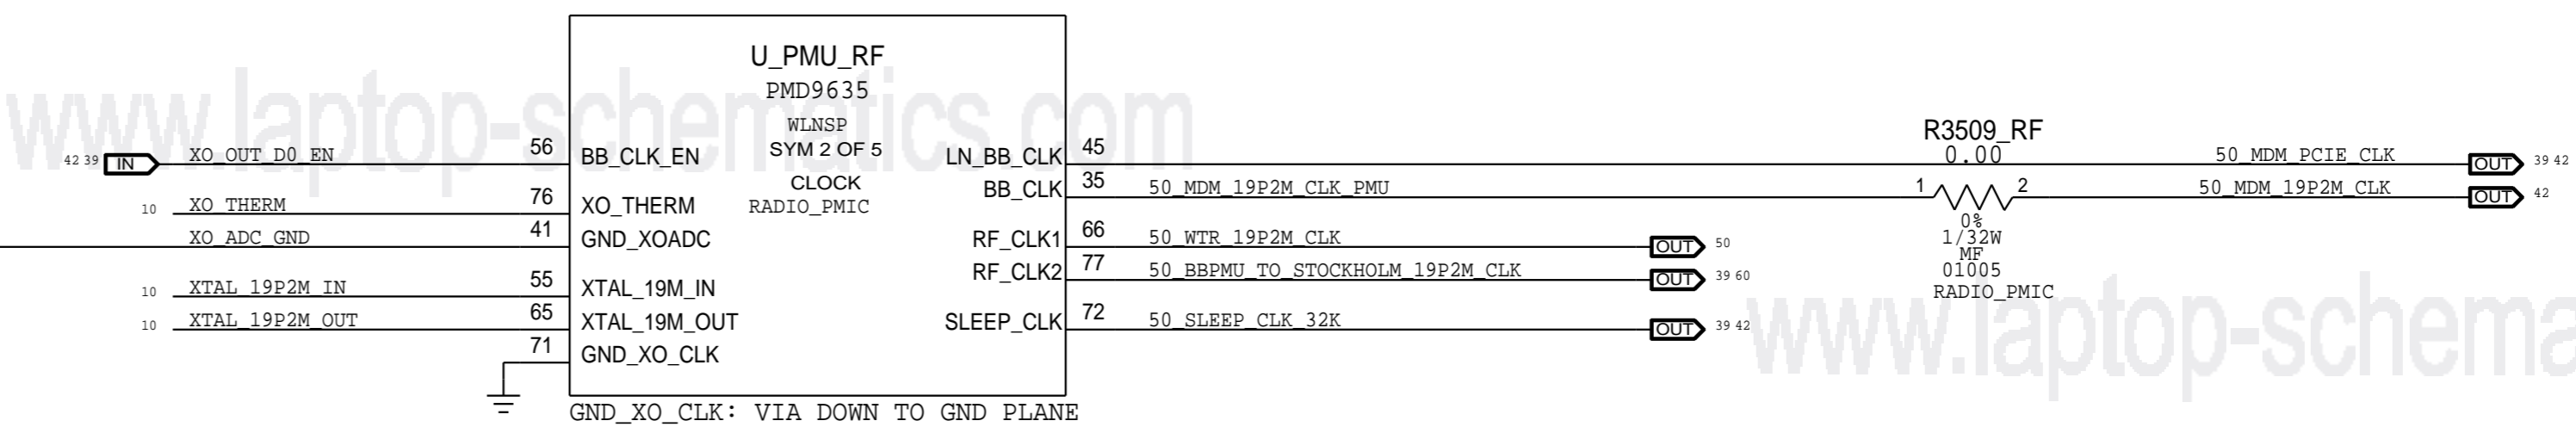 U_PMU_RF
PMD9635
WLNSP
SYM 2 OF 5
CLOCK
RADIO_PMIC
42 39 IN XO_OUT_D0_EN 56 BB_CLK_EN
10 XO_THERM 76 XO_THERM
XO_ADC_GND 41 GND_XOADC
10 XTAL_19P2M_IN 55 XTAL_19M_IN
10 XTAL_19P2M_OUT 65 XTAL_19M_OUT
71 GND_XO_CLK
LN_BB_CLK 45 50_MDM_PCIE_CLK OUT 39 42
BB_CLK 35 50_MDM_19P2M_CLK_PMU 1 2 50_MDM_19P2M_CLK OUT 42
RF_CLK1 66 50_WTR_19P2M_CLK OUT 50
RF_CLK2 77 50_BBPMU_TO_STOCKHOLM_19P2M_CLK OUT 39 60
SLEEP_CLK 72 50_SLEEP_CLK_32K OUT 39 42
R3509_RF
0.00
0%
1/32W
MF
01005
RADIO_PMIC
GND_XO_CLK: VIA DOWN TO GND PLANE
www.laptop-schematics.com
www.laptop-schema